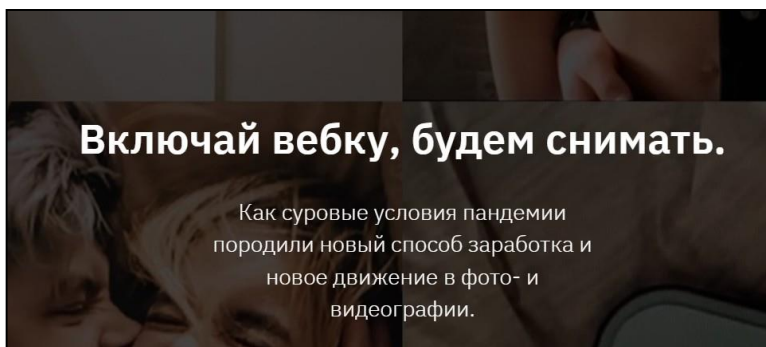 Включай вебку, будем снимать.
Как суровые условия пандемии
породили новый способ заработка и
новое движение в фото- и
видеографии.